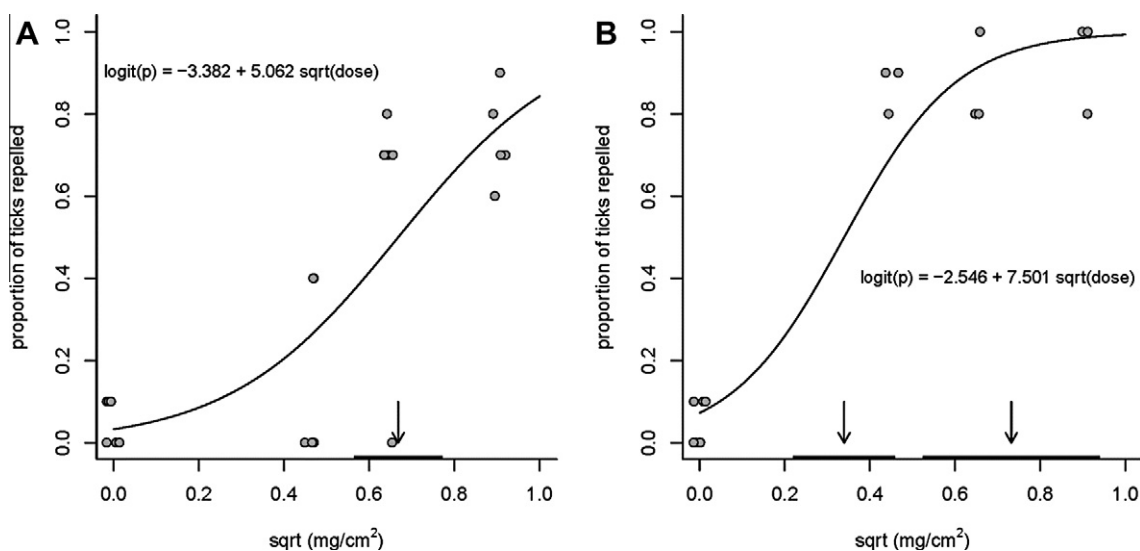 A
proportion of ticks repelled
1.0
0.8
0.6
0.4
0.2
0.0
logit(p) = −3.382 + 5.062 sqrt(dose)
0.0 0.2 0.4 0.6 0.8 1.0
sqrt (mg/cm²)
B
proportion of ticks repelled
1.0
0.8
0.6
0.4
0.2
0.0
logit(p) = −2.546 + 7.501 sqrt(dose)
0.0 0.2 0.4 0.6 0.8 1.0
sqrt (mg/cm²)